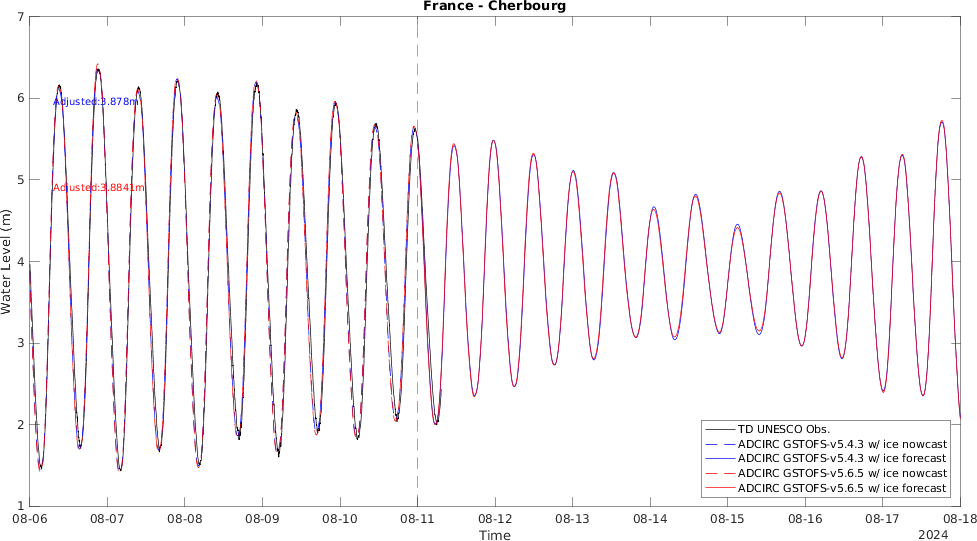 France - Cherbourg
7
6
5
4
3
2
1
Water Level (m)
Adjusted:3.878m
Adjusted:3.8841m
TD UNESCO Obs.
ADCIRC GSTOFS-v5.4.3 w/ ice nowcast
ADCIRC GSTOFS-v5.4.3 w/ ice forecast
ADCIRC GSTOFS-v5.6.5 w/ ice nowcast
ADCIRC GSTOFS-v5.6.5 w/ ice forecast
08-06 08-07 08-08 08-09 08-10 08-11 08-12 08-13 08-14 08-15 08-16 08-17 08-18
Time
2024